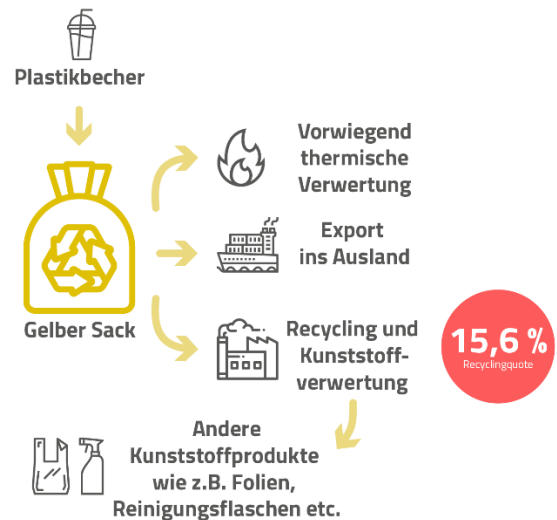 Plastikbecher
Gelber Sack
Vorwiegend
thermische
Verwertung
Export
ins Ausland
Recycling und
Kunststoff-
verwertung
15,6 %
Recyclingquote
Andere
Kunststoffprodukte
wie z.B. Folien,
Reinigungsflaschen etc.